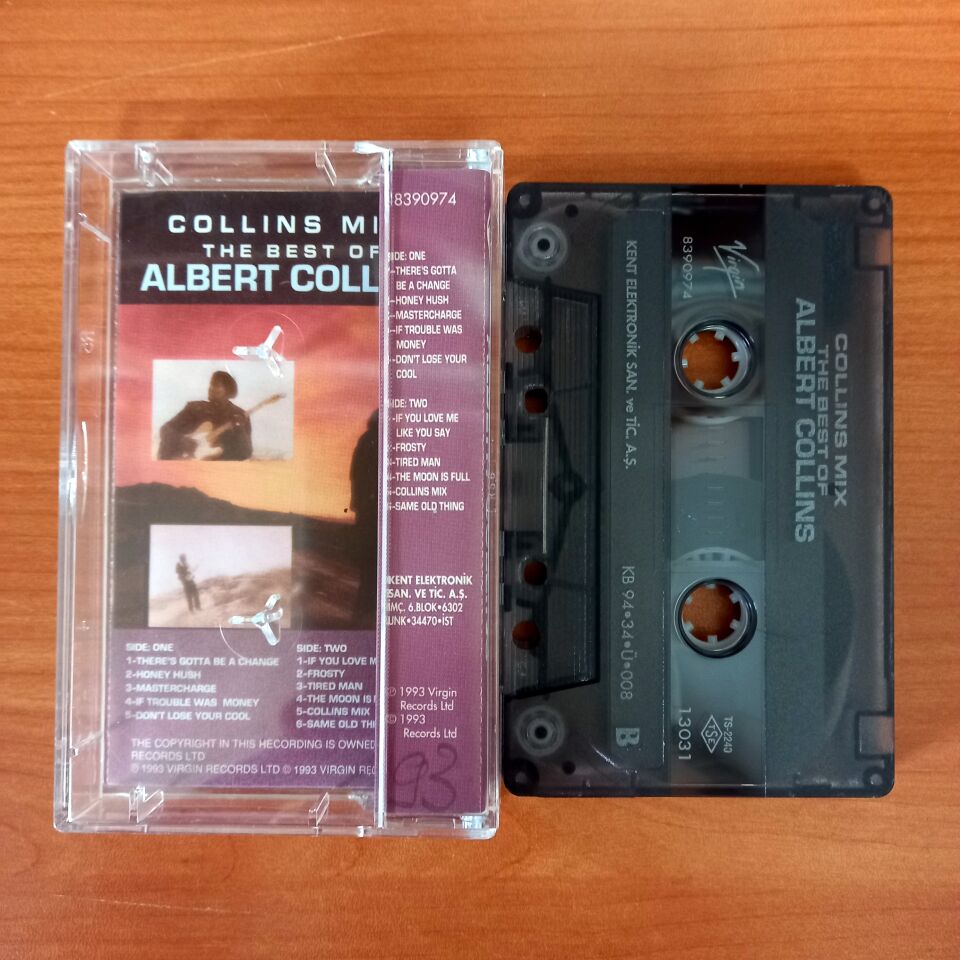 COLLINS MI
THE BEST OF
ALBERT COLL
SIDE: ONE
1-THERE'S GOTTA BE A CHANGE
2-HONEY HUSH
3-MASTERCHARGE
4-IF TROUBLE WAS MONEY
5-DON'T LOSE YOUR COOL
SIDE: TWO
1-IF YOU LOVE M
2-FROSTY
3-TIRED MAN
4-THE MOON IS
5-COLLINS MIX
6-SAME OLD THI
THE COPYRIGHT IN THIS RECORDING IS OWNED
RECORDS LTD
℗ 1993 VIRGIN RECORDS LTD © 1993 VIRGIN REC
8390974
SIDE: ONE
-THERE'S GOTTA
BE A CHANGE
-HONEY HUSH
-MASTERCHARGE
-IF TROUBLE WAS
MONEY
-DON'T LOSE YOUR
COOL
SIDE: TWO
-IF YOU LOVE ME
LIKE YOU SAY
-FROSTY
-TIRED MAN
-THE MOON IS FULL
-COLLINS MIX
-SAME OLD THING
KENT ELEKTRONİK
SAN. VE TİC. A.Ş.
İMÇ. 6.BLOK•6302
UNK•34470•İST
℗ 1993 Virgin
Records Ltd
© 1993
Records Ltd
93
COLLINS MIX
THE BEST OF
ALBERT COLLINS
Virgin
8390974
KENT ELEKTRONİK SAN. ve TİC. A.Ş.
KB 94•34•Ü•008
B
TS-2240
TSE
13031